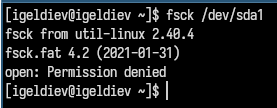 [igeldiev@igeldiev ~]$ fsck /dev/sda1
fsck from util-linux 2.40.4
fsck.fat 4.2 (2021-01-31)
open: Permission denied
[igeldiev@igeldiev ~]$